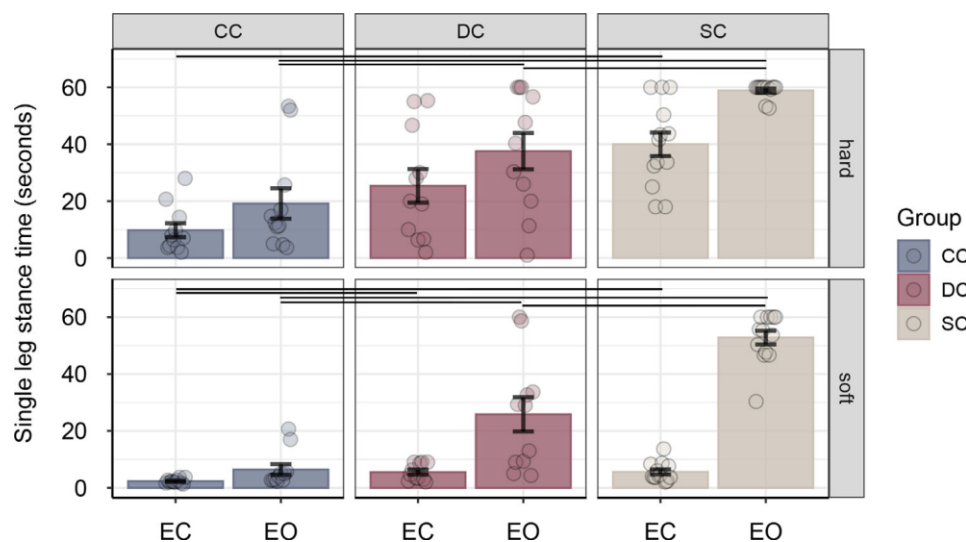 CC DC SC
Single leg stance time (seconds)
60
40
20
0
hard
60
40
20
0
soft
EC EO EC EO EC EO
Group
CC
DC
SC